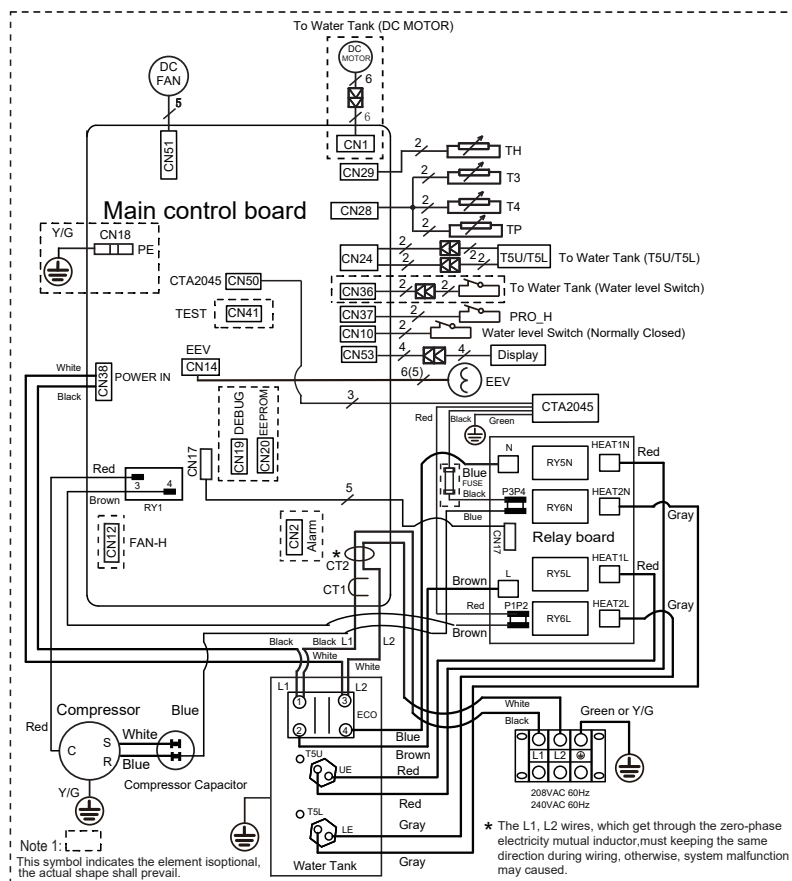 To Water Tank (DC MOTOR)
DC
MOTOR
DC
FAN
6
5
6
CN51
CN1
2
TH
CN29
2
T3
Main control board
CN28
2
T4
2
TP
Y/G
CN18
PE
2
CN24
T5U/T5L
To Water Tank (T5U/T5L)
2
2
2
CTA2045
CN50
CN36
2
2
To Water Tank (Water level Switch)
TEST
CN41
CN37
2
PRO_H
CN10
2
Water level Switch (Normally Closed)
EEV
CN53
4
4
Display
White
CN38
POWER IN
CN14
6(5)
EEV
Black
3
CTA2045
Red
Black
Green
CN19
DEBUG
CN20
EEPROM
CN17
N
HEAT1N
Red
RY5N
Red
3
4
Blue
FUSE
Black
P3P4
HEAT2N
Brown
RY1
5
Blue
RY6N
Gray
CN12
FAN-H
CN2
Alarm
CN17
Relay board
*
CT2
HEAT1L
Red
CT1
Brown
L
RY5L
Red
P1P2
HEAT2L
Gray
RY6L
Brown
Black
Black
L1
L2
White
White
L1
L2
1
3
ECO
2
4
White
Black
Green or Y/G
Compressor
Blue
Red
White
S
C
R
Blue
Compressor Capacitor
Blue
Brown
T5U
UE
Red
L1
L2
Red
208VAC 60Hz
240VAC 60Hz
Y/G
T5L
LE
Gray
Gray
Water Tank
* The L1, L2 wires, which get through the zero-phase
electricity mutual inductor,must keeping the same
direction during wiring, otherwise, system malfunction
may caused.
Note 1:
This symbol indicates the element isoptional,
the actual shape shall prevail.